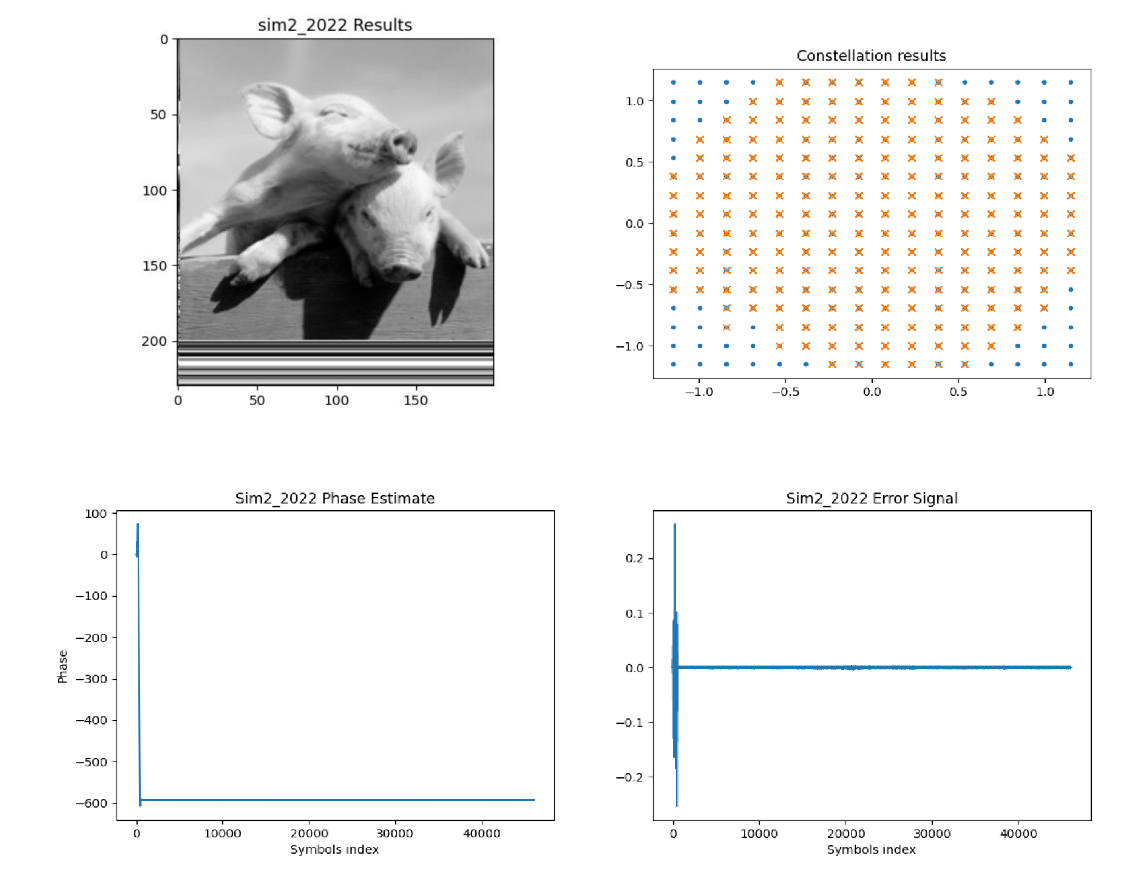 sim2_2022 Results
0
50
100
150
200
0 50 100 150
Constellation results
1.0
0.5
0.0
−0.5
−1.0
−1.0 −0.5 0.0 0.5 1.0
Sim2_2022 Phase Estimate
100
0
−100
−200
−300
−400
−500
−600
Phase
0 10000 20000 30000 40000
Symbols index
Sim2_2022 Error Signal
0.2
0.1
0.0
−0.1
−0.2
0 10000 20000 30000 40000
Symbols index